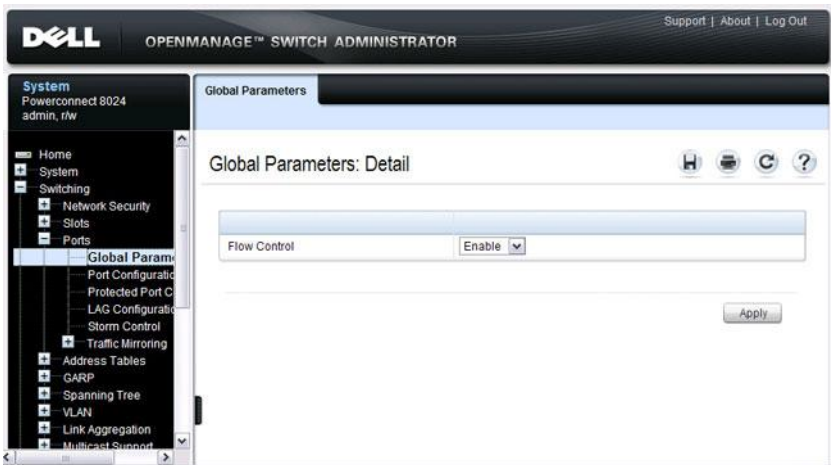 Support | About | Log Out
DELL
OPENMANAGE™ SWITCH ADMINISTRATOR
System
Powerconnect 8024
admin, r/w
Global Parameters
Home
System
Switching
Network Security
Slots
Ports
Global Param
Port Configuratio
Protected Port C
LAG Configuratio
Storm Control
Traffic Mirroring
Address Tables
GARP
Spanning Tree
VLAN
Link Aggregation
Multicast Support
Global Parameters: Detail
?
Flow Control
Enable
Apply